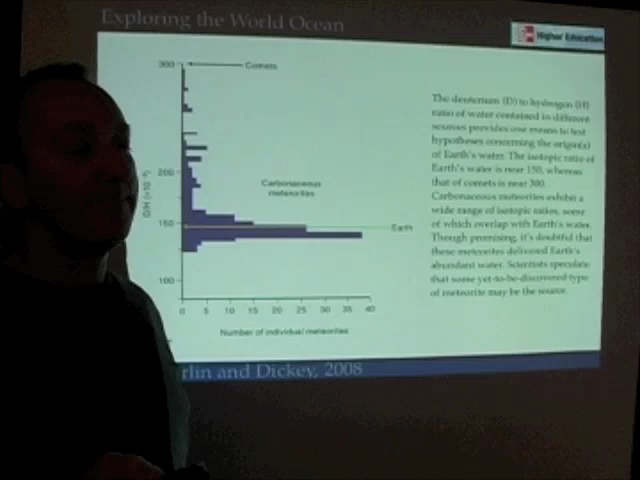 Exploring the World Ocean
Higher Education
300
Comets
200
Carbonaceous
meteorites
D/H (×10⁻⁶)
150
Earth
100
0 5 10 15 20 25 30 35 40
Number of individual meteorites
The deuterium (D) to hydrogen (H)
ratio of water contained in different
sources provides one means to test
hypotheses concerning the origin(s)
of Earth's water. The isotopic ratio of
Earth's water is near 150, whereas
that of comets is near 300.
Carbonaceous meteorites exhibit a
wide range of isotopic ratios, some
of which overlap with Earth's water.
Though promising, it's doubtful that
these meteorites delivered Earth's
abundant water. Scientists speculate
that some yet-to-be-discovered type
of meteorite may be the source.
rlin and Dickey, 2008